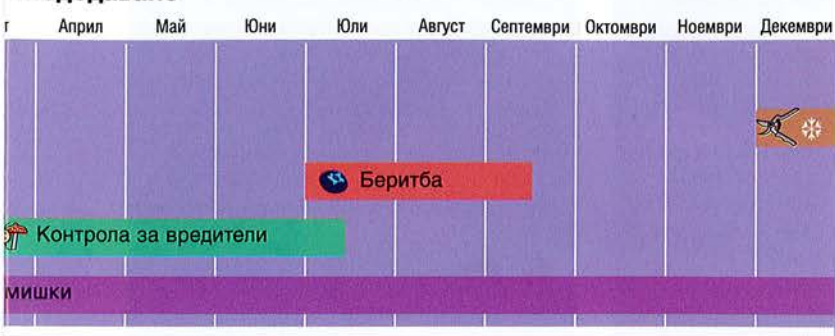 т Април Май Юни Юли Август Септември Октомври Ноември Декември
Беритба
Контрола за вредители
мишки